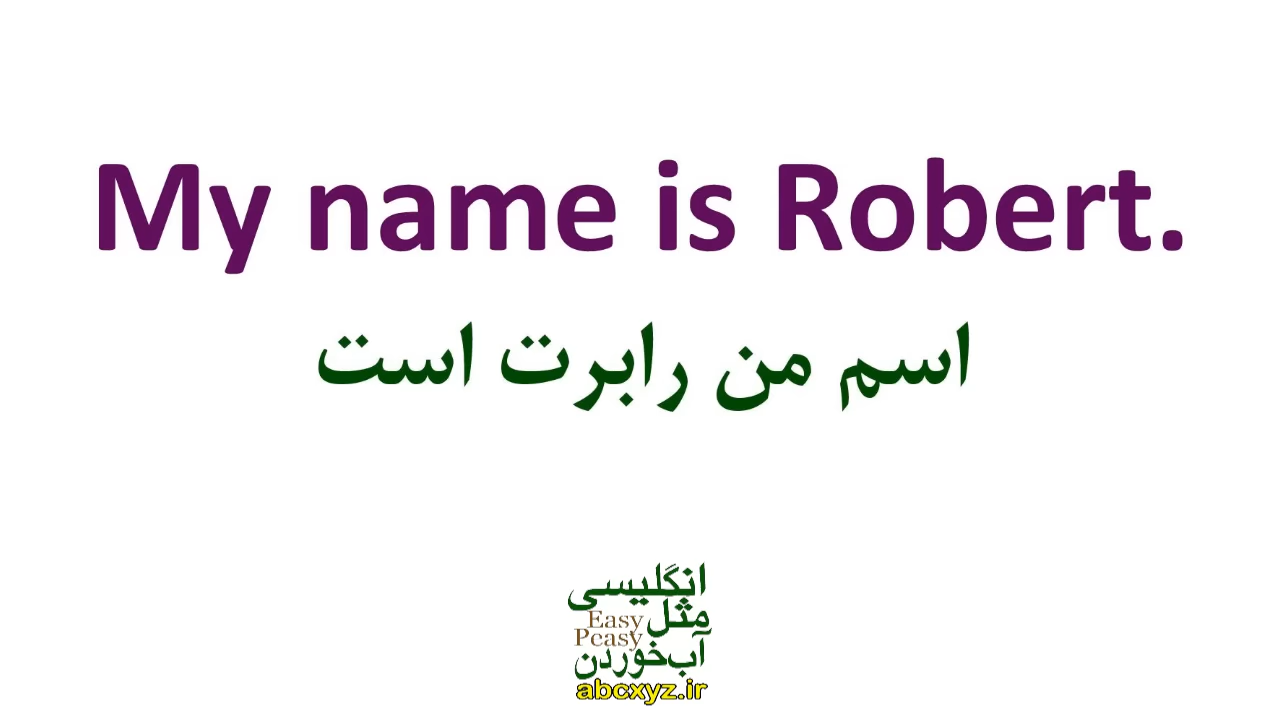 My name is Robert.
اسم من رابرت است
انگلیسی
مثل
Easy
Peasy
آب‌خوردن
abcxyz.ir